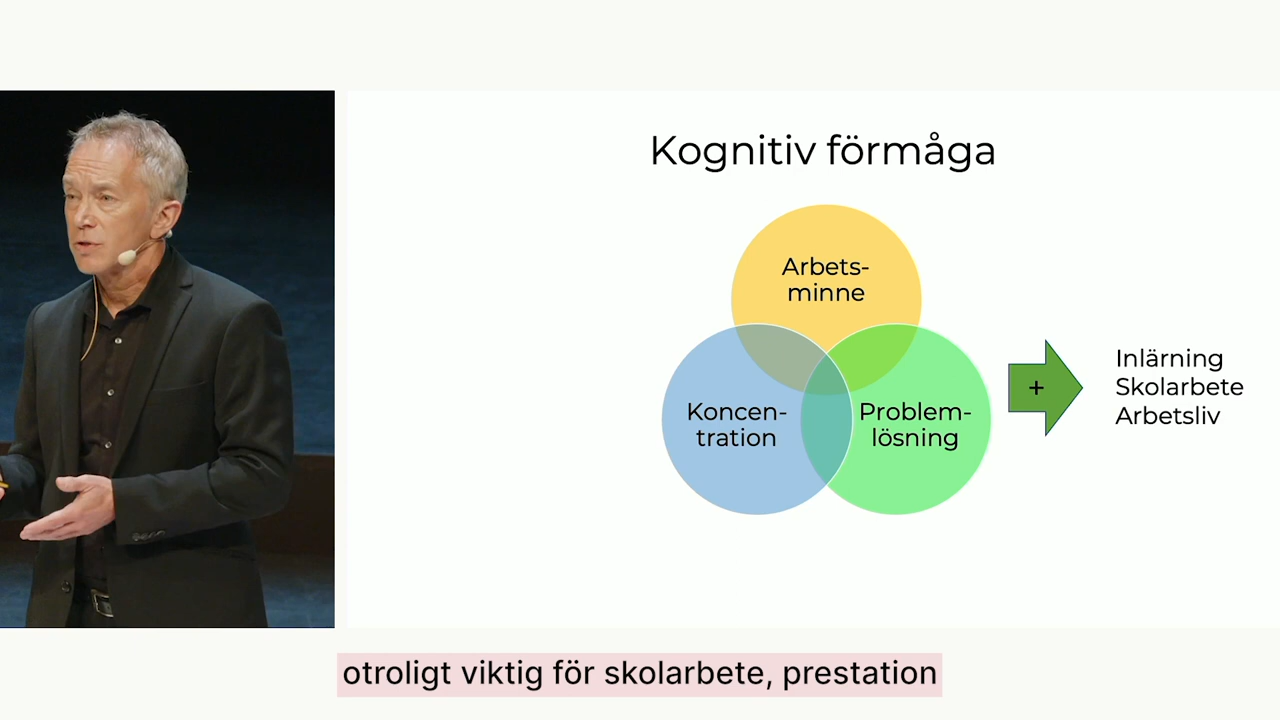 Kognitiv förmåga
Arbets-
minne
Koncen-
tration
Problem-
lösning
+
Inlärning
Skolarbete
Arbetsliv
otroligt viktig för skolarbete, prestation